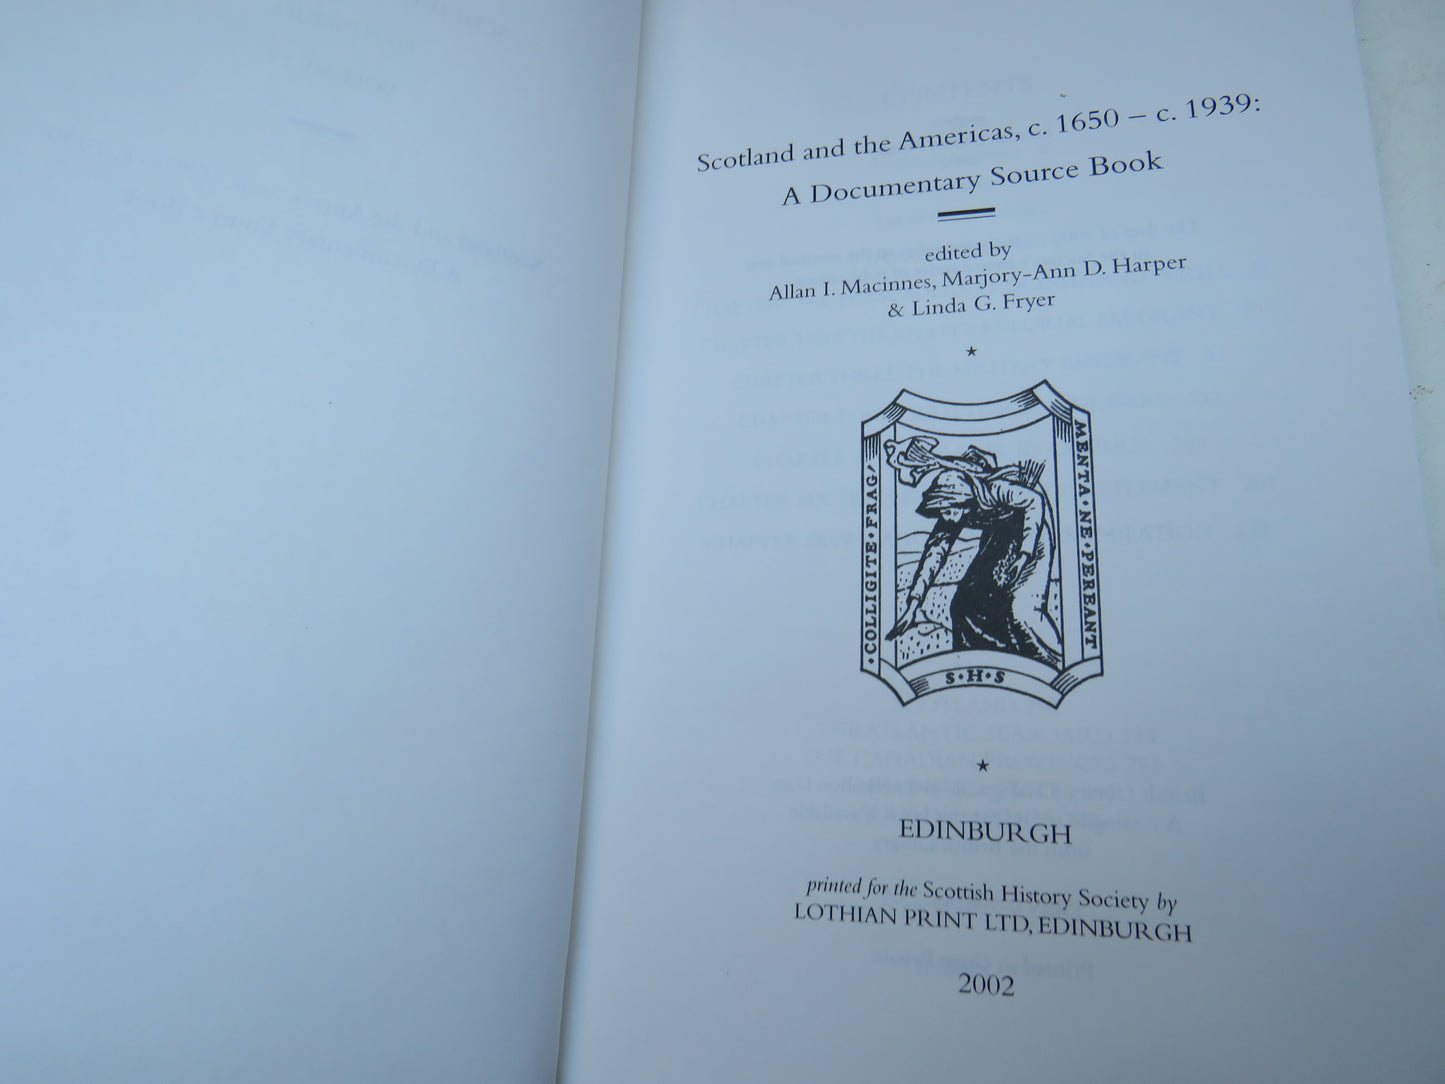 Scotland and the Americas, c. 1650 – c. 1939:
A Documentary Source Book
edited by
Allan I. Macinnes, Marjory-Ann D. Harper
& Linda G. Fryer
· COLLIGITE · FRAG/
MENTA · NE · PEREANT
S · H · S
EDINBURGH
printed for the Scottish History Society by
LOTHIAN PRINT LTD, EDINBURGH
2002